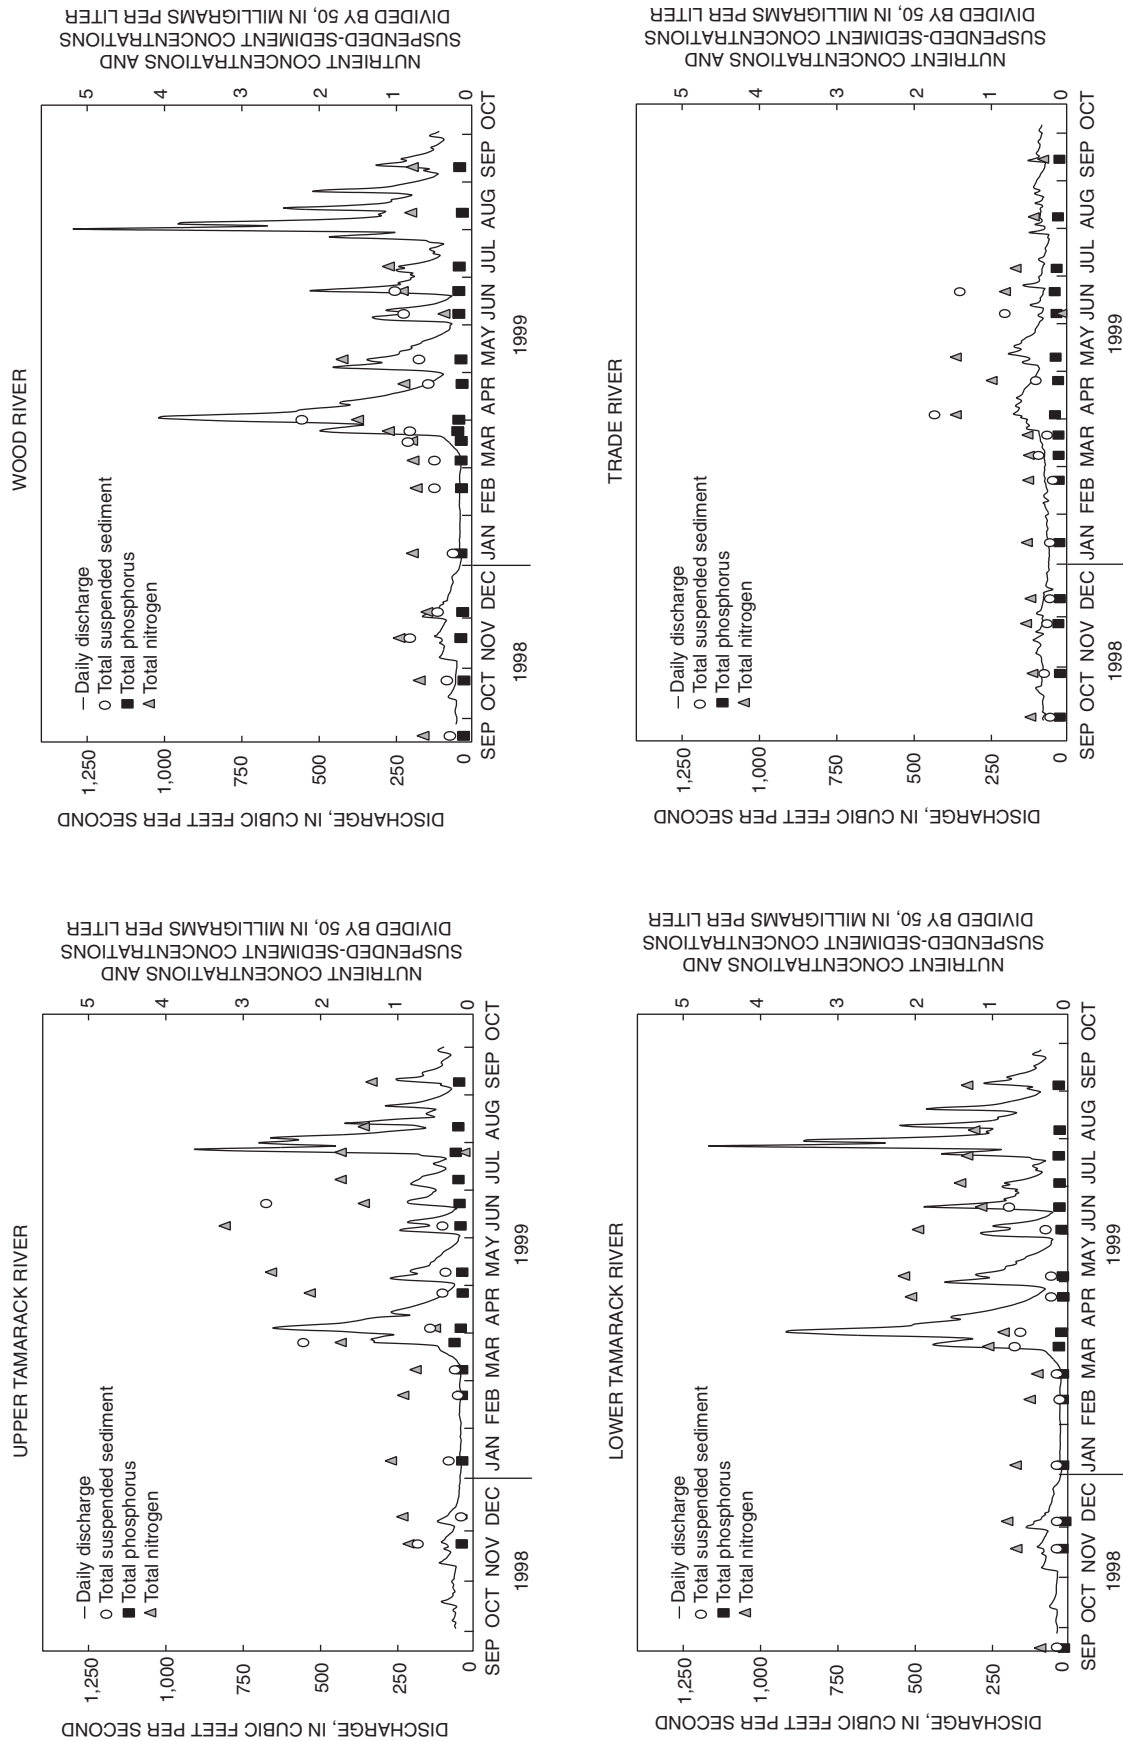 UPPER TAMARACK RIVER
— Daily discharge
Total suspended sediment
Total phosphorus
Total nitrogen
DISCHARGE, IN CUBIC FEET PER SECOND
1,250
1,000
750
500
250
0
5
4
3
2
1
0
NUTRIENT CONCENTRATIONS AND
SUSPENDED-SEDIMENT CONCENTRATIONS
DIVIDED BY 50, IN MILLIGRAMS PER LITER
SEP OCT NOV DEC JAN FEB MAR APR MAY JUN JUL AUG SEP OCT
1998 1999
WOOD RIVER
— Daily discharge
Total suspended sediment
Total phosphorus
Total nitrogen
DISCHARGE, IN CUBIC FEET PER SECOND
1,250
1,000
750
500
250
0
5
4
3
2
1
0
NUTRIENT CONCENTRATIONS AND
SUSPENDED-SEDIMENT CONCENTRATIONS
DIVIDED BY 50, IN MILLIGRAMS PER LITER
SEP OCT NOV DEC JAN FEB MAR APR MAY JUN JUL AUG SEP OCT
1998 1999
LOWER TAMARACK RIVER
— Daily discharge
Total suspended sediment
Total phosphorus
Total nitrogen
DISCHARGE, IN CUBIC FEET PER SECOND
1,250
1,000
750
500
250
0
5
4
3
2
1
0
NUTRIENT CONCENTRATIONS AND
SUSPENDED-SEDIMENT CONCENTRATIONS
DIVIDED BY 50, IN MILLIGRAMS PER LITER
SEP OCT NOV DEC JAN FEB MAR APR MAY JUN JUL AUG SEP OCT
1998 1999
TRADE RIVER
— Daily discharge
Total suspended sediment
Total phosphorus
Total nitrogen
DISCHARGE, IN CUBIC FEET PER SECOND
1,250
1,000
750
500
250
0
5
4
3
2
1
0
NUTRIENT CONCENTRATIONS AND
SUSPENDED-SEDIMENT CONCENTRATIONS
DIVIDED BY 50, IN MILLIGRAMS PER LITER
SEP OCT NOV DEC JAN FEB MAR APR MAY JUN JUL AUG SEP OCT
1998 1999